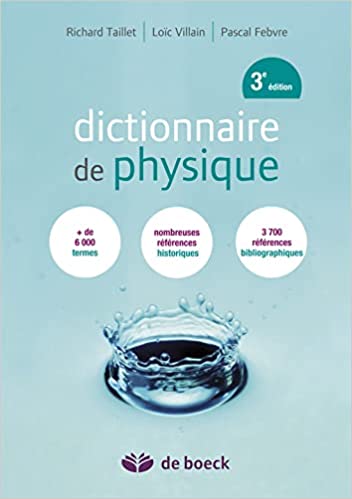 Richard Taillet | Loïc Villain | Pascal Febvre
3e édition
dictionnaire
de physique
+ de
6 000
termes
nombreuses
références
historiques
3 700
références
bibliographiques
de boeck